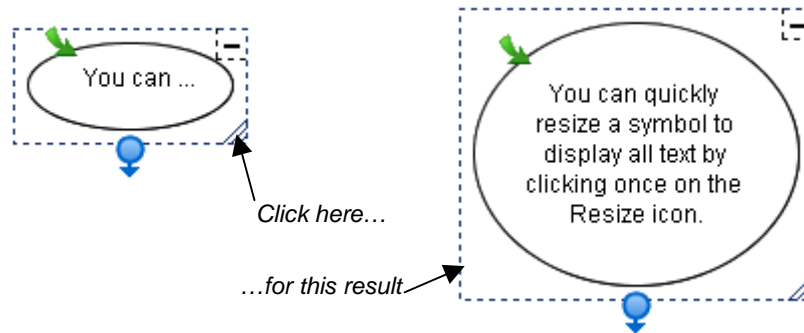 You can ...
You can quickly
resize a symbol to
display all text by
clicking once on the
Resize icon.
Click here…
…for this result